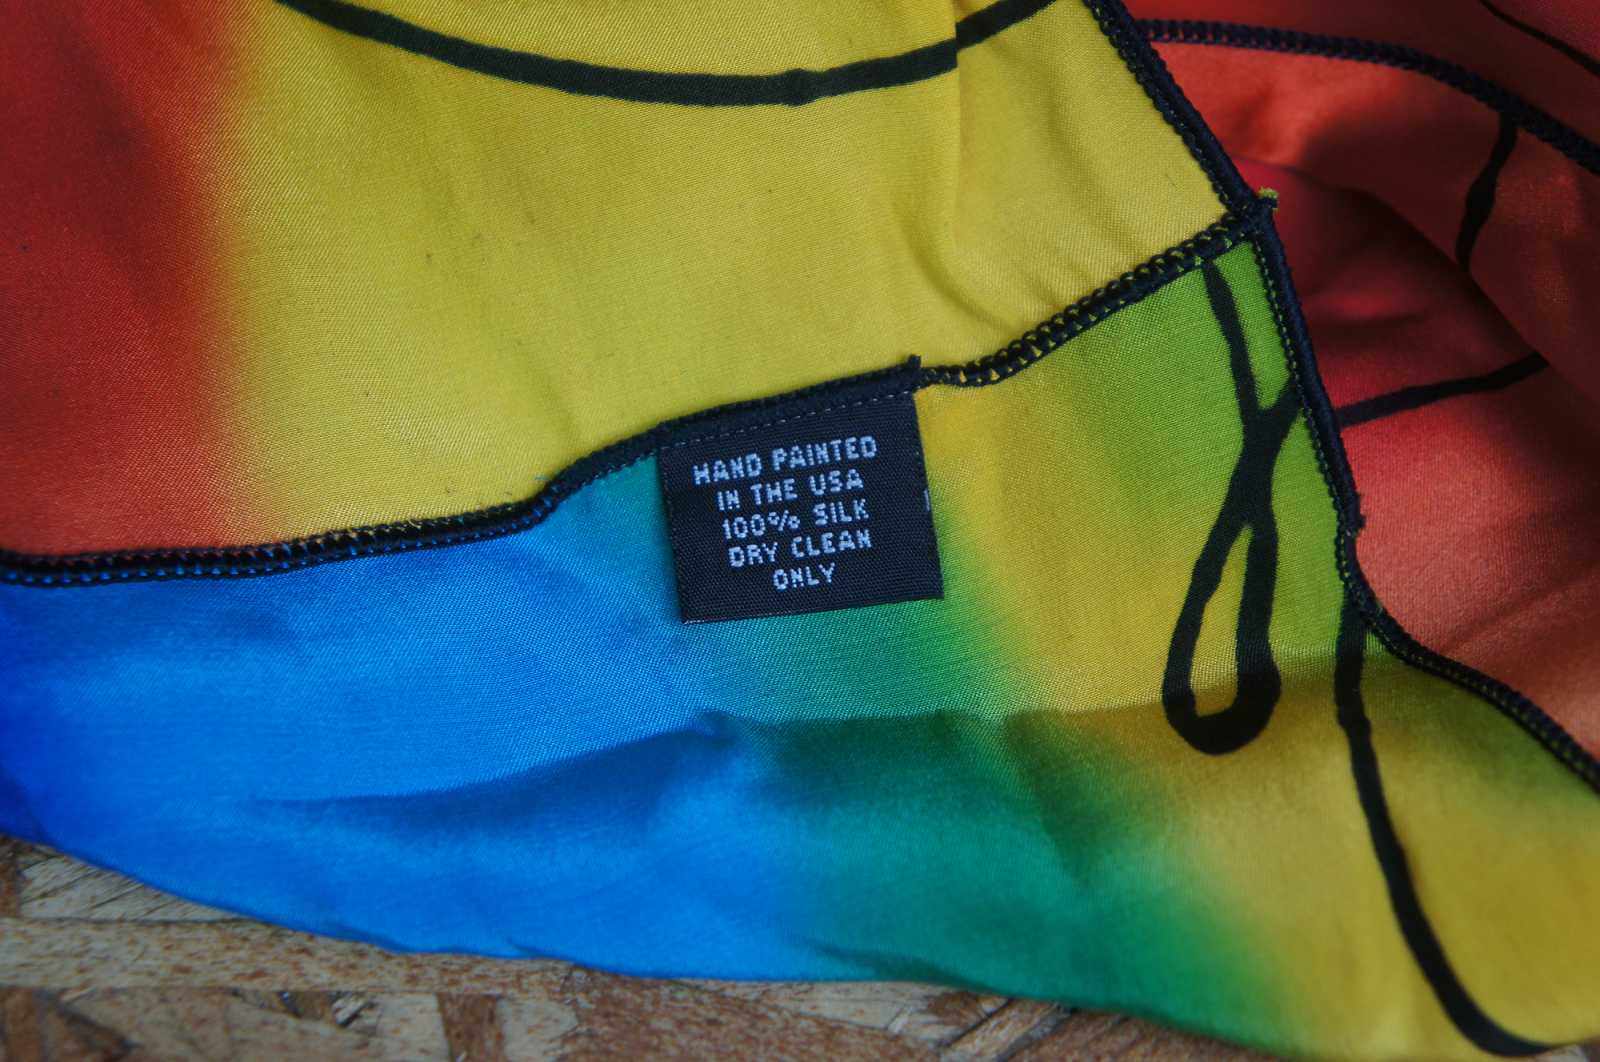 HAND PAINTED
IN THE USA
100% SILK
DRY CLEAN
ONLY